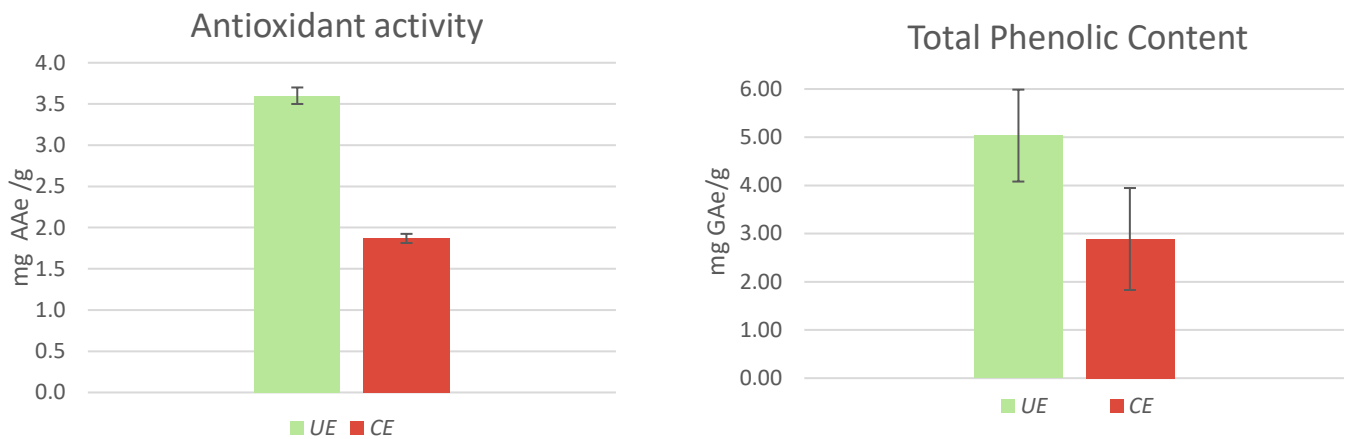 Antioxidant activity
mg AAe /g
4.0
3.5
3.0
2.5
2.0
1.5
1.0
0.5
0.0
UE CE
Total Phenolic Content
mg GAe/g
6.00
5.00
4.00
3.00
2.00
1.00
0.00
UE CE